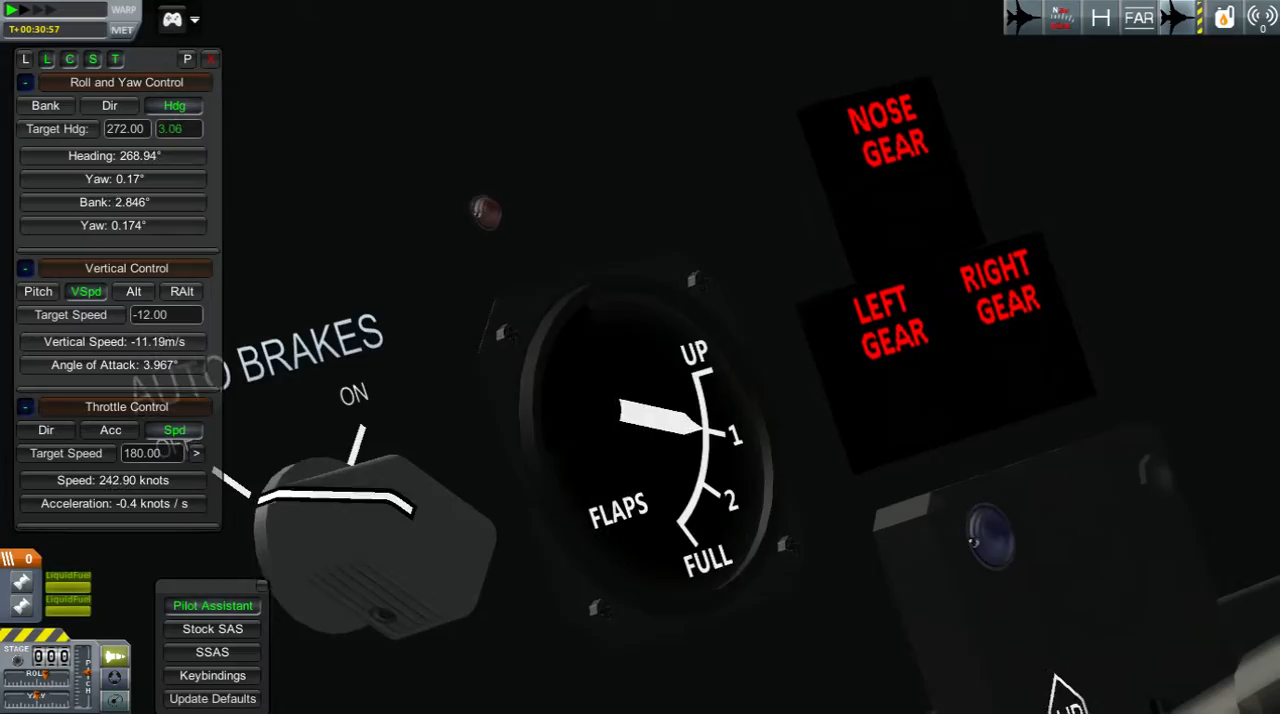 WARP
T+00:30:57
MET
H
FAR
0
L L C S T P X
Roll and Yaw Control
Bank Dir Hdg
Target Hdg: 272.00 3.06
Heading: 268.94°
Yaw: 0.17°
Bank: 2.846°
Yaw: 0.174°
Vertical Control
Pitch VSpd Alt RAlt
Target Speed -12.00
Vertical Speed: -11.19m/s
Angle of Attack: 3.967°
Throttle Control
Dir Acc Spd
Target Speed 180.00 >
Speed: 242.90 knots
Acceleration: -0.4 knots / s
AUTO BRAKES
ON
OFF
UP
1
2
FULL
FLAPS
NOSE
GEAR
LEFT
GEAR
RIGHT
GEAR
UP
0
LiquidFuel
LiquidFuel
STAGE
000
ROLL
YAW
PITCH
Pilot Assistant
Stock SAS
SSAS
Keybindings
Update Defaults